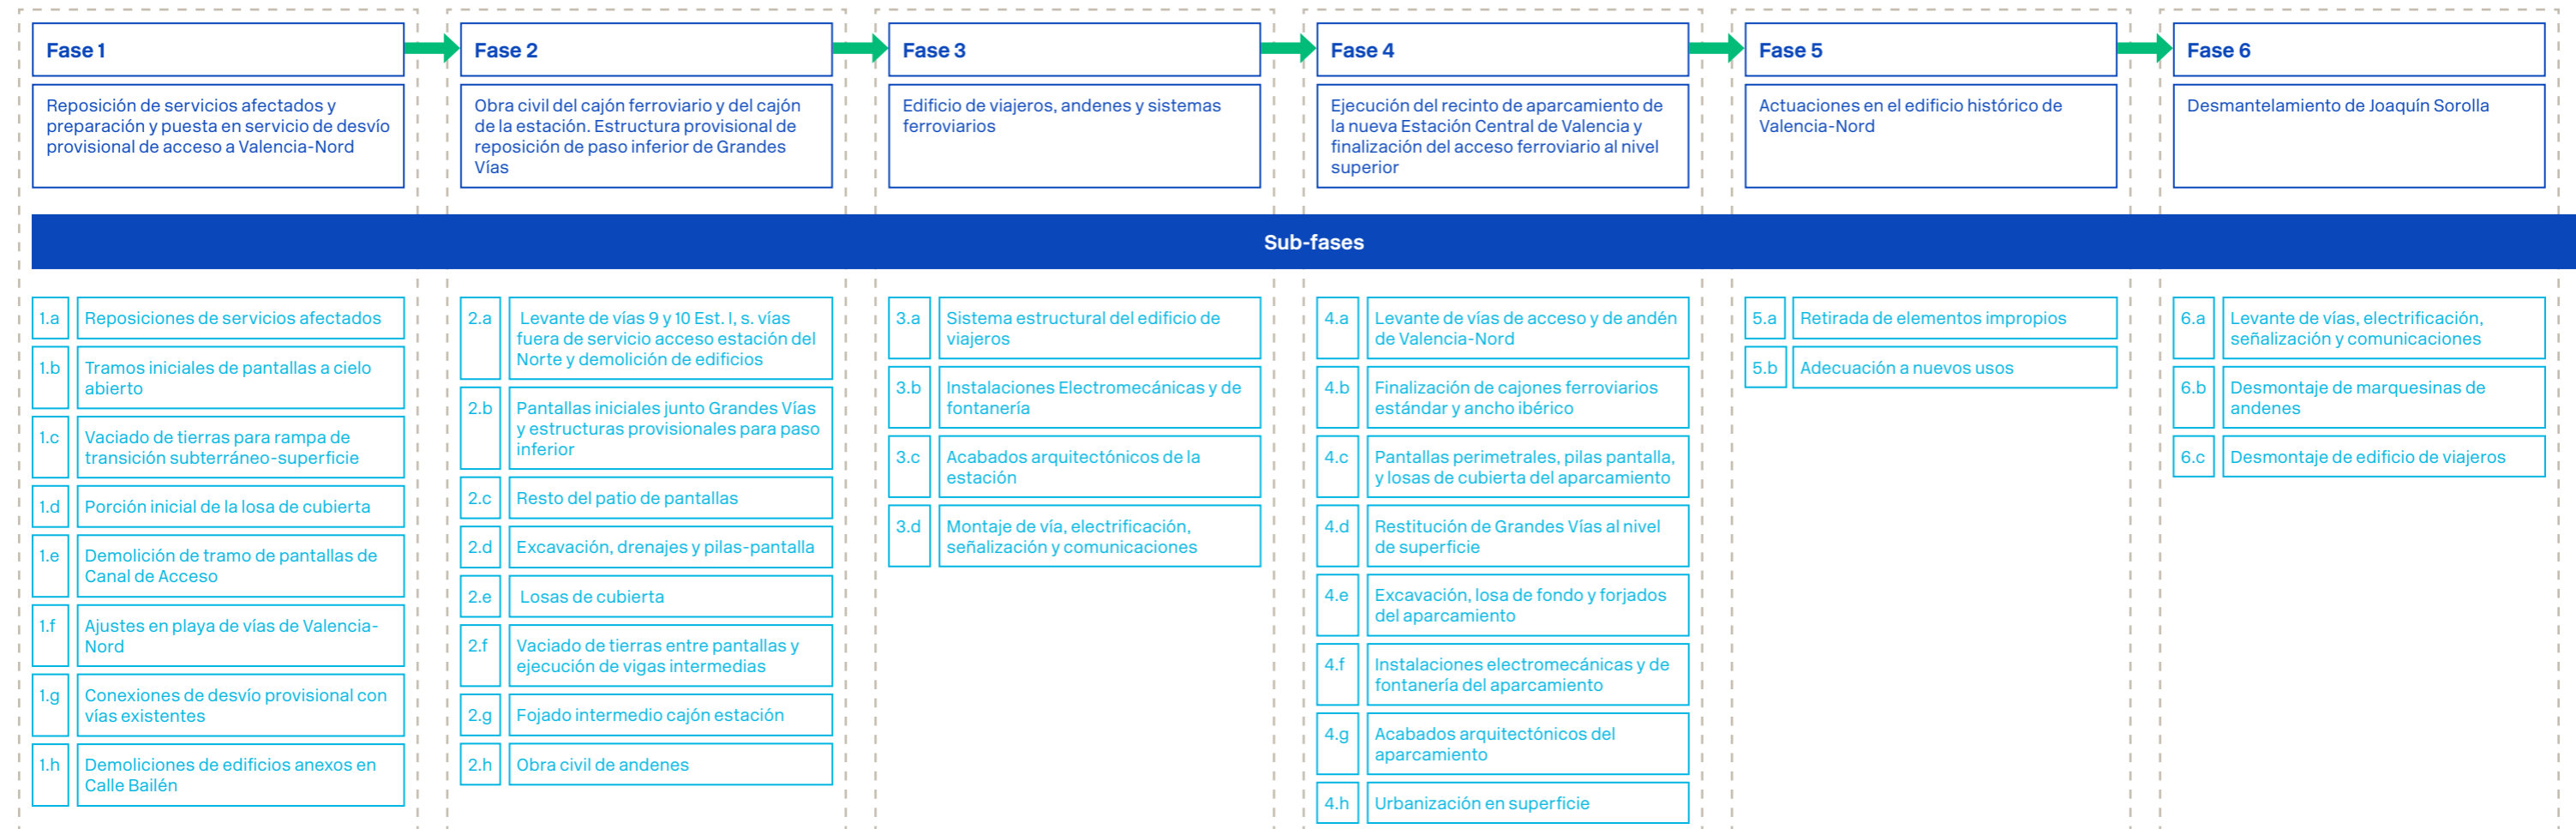 Fase 1
Reposición de servicios afectados y
preparación y puesta en servicio de desvío
provisional de acceso a Valencia-Nord
Fase 2
Obra civil del cajón ferroviario y del cajón
de la estación. Estructura provisional de
reposición de paso inferior de Grandes
Vías
Fase 3
Edificio de viajeros, andenes y sistemas
ferroviarios
Fase 4
Ejecución del recinto de aparcamiento de
la nueva Estación Central de Valencia y
finalización del acceso ferroviario al nivel
superior
Fase 5
Actuaciones en el edificio histórico de
Valencia-Nord
Fase 6
Desmantelamiento de Joaquín Sorolla
Sub-fases
1.a Reposiciones de servicios afectados
1.b Tramos iniciales de pantallas a cielo
abierto
1.c Vaciado de tierras para rampa de
transición subterráneo-superficie
1.d Porción inicial de la losa de cubierta
1.e Demolición de tramo de pantallas de
Canal de Acceso
1.f Ajustes en playa de vías de Valencia-
Nord
1.g Conexiones de desvío provisional con
vías existentes
1.h Demoliciones de edificios anexos en
Calle Bailén
2.a Levante de vías 9 y 10 Est. I, s. vías
fuera de servicio acceso estación del
Norte y demolición de edificios
2.b Pantallas iniciales junto Grandes Vías
y estructuras provisionales para paso
inferior
2.c Resto del patio de pantallas
2.d Excavación, drenajes y pilas-pantalla
2.e Losas de cubierta
2.f Vaciado de tierras entre pantallas y
ejecución de vigas intermedias
2.g Fojado intermedio cajón estación
2.h Obra civil de andenes
3.a Sistema estructural del edificio de
viajeros
3.b Instalaciones Electromecánicas y de
fontanería
3.c Acabados arquitectónicos de la
estación
3.d Montaje de vía, electrificación,
señalización y comunicaciones
4.a Levante de vías de acceso y de andén
de Valencia-Nord
4.b Finalización de cajones ferroviarios
estándar y ancho ibérico
4.c Pantallas perimetrales, pilas pantalla,
y losas de cubierta del aparcamiento
4.d Restitución de Grandes Vías al nivel
de superficie
4.e Excavación, losa de fondo y forjados
del aparcamiento
4.f Instalaciones electromecánicas y de
fontanería del aparcamiento
4.g Acabados arquitectónicos del
aparcamiento
4.h Urbanización en superficie
5.a Retirada de elementos impropios
5.b Adecuación a nuevos usos
6.a Levante de vías, electrificación,
señalización y comunicaciones
6.b Desmontaje de marquesinas de
andenes
6.c Desmontaje de edificio de viajeros